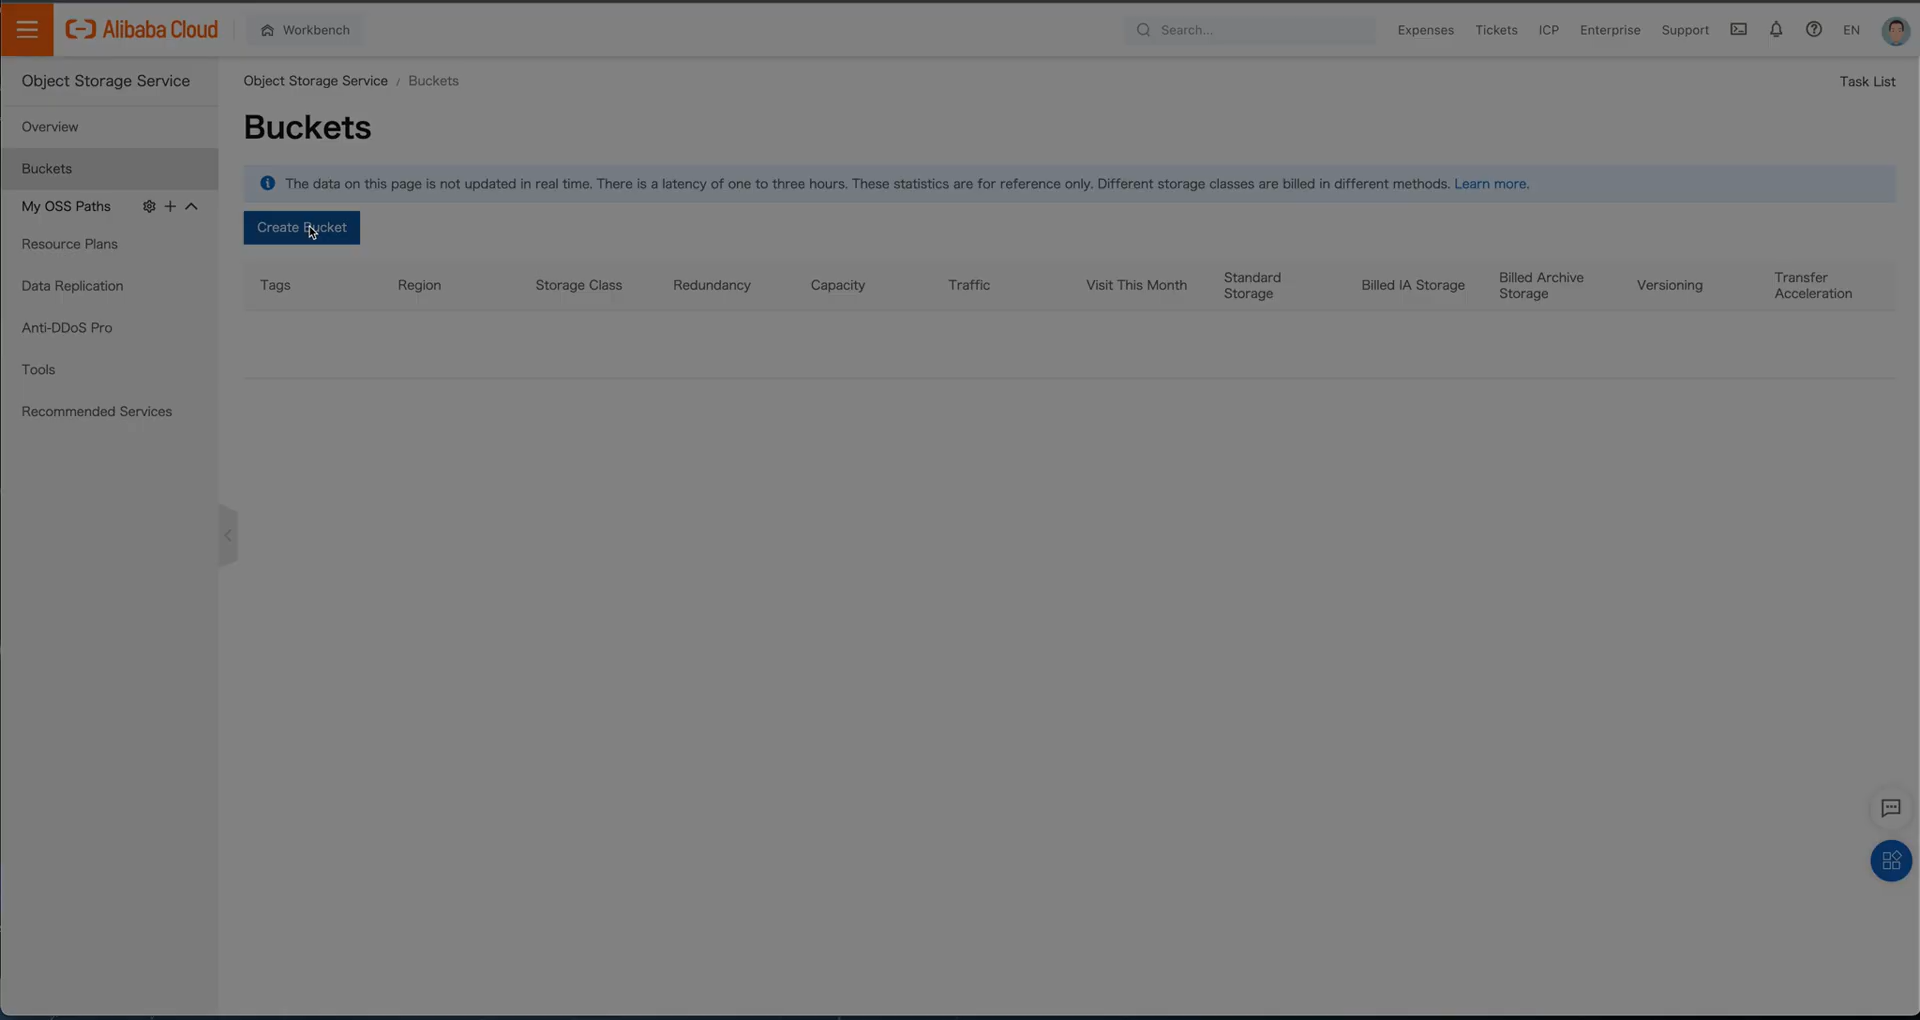 Alibaba Cloud
Workbench
Search...
Expenses
Tickets
ICP
Enterprise
Support
EN
Object Storage Service
Overview
Buckets
My OSS Paths
Resource Plans
Data Replication
Anti-DDoS Pro
Tools
Recommended Services
Object Storage Service / Buckets
Task List
Buckets
The data on this page is not updated in real time. There is a latency of one to three hours. These statistics are for reference only. Different storage classes are billed in different methods. Learn more.
Create Bucket
Tags
Region
Storage Class
Redundancy
Capacity
Traffic
Visit This Month
Standard
Storage
Billed IA Storage
Billed Archive
Storage
Versioning
Transfer
Acceleration